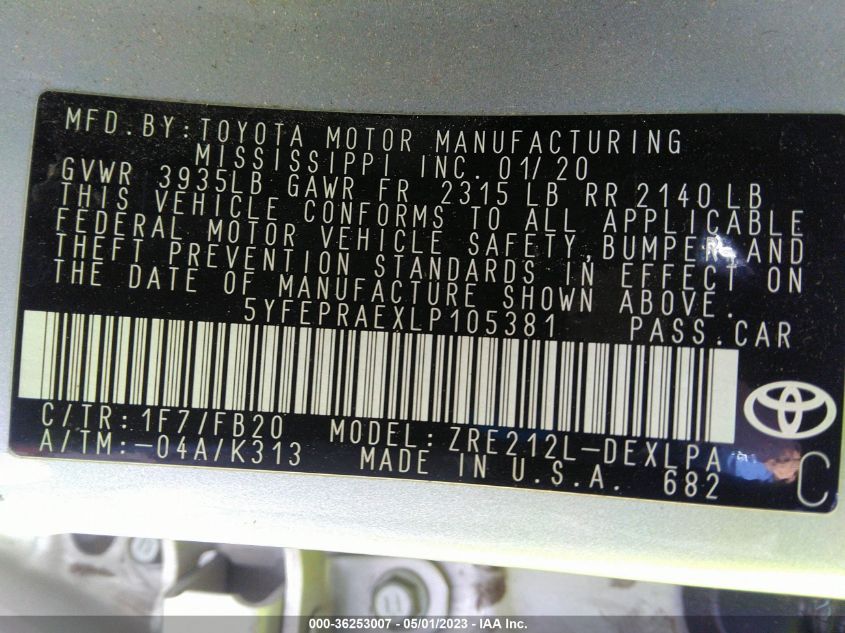 MFD.BY:TOYOTA MOTOR MANUFACTURING
MISSISSIPPI INC. 01/20
GVWR 3935LB GAWR FR 2315 LB RR 2140 LB
THIS VEHICLE CONFORMS TO ALL APPLICABLE
FEDERAL MOTOR VEHICLE SAFETY,BUMPER,AND
THEFT PREVENTION STANDARDS IN EFFECT ON
THE DATE OF MANUFACTURE SHOWN ABOVE.
5YFEPRAEXLP105381 PASS.CAR
C/TR: 1F7/FB20 MODEL: ZRE212L-DEXLPA
A/TM:-04A/K313 MADE IN U.S.A. 682
C
000-36253007 - 05/01/2023 - IAA Inc.